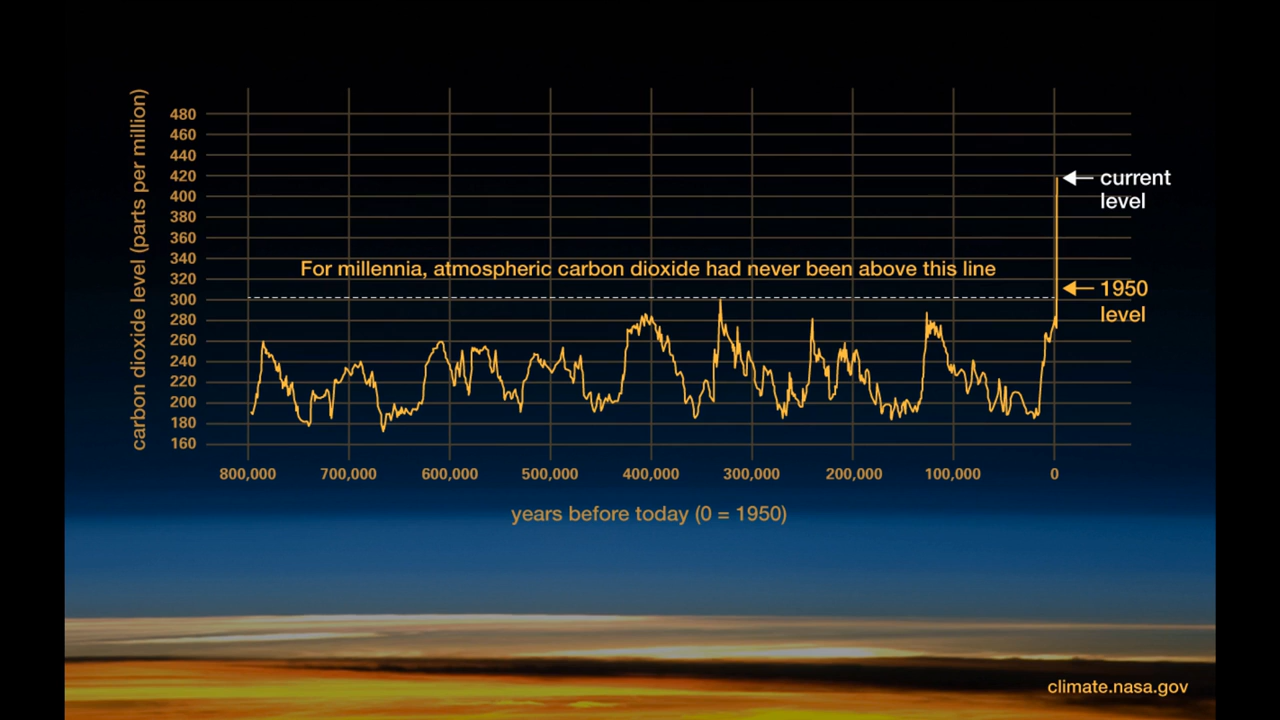 carbon dioxide level (parts per million)
480
460
440
420
400
380
360
340
320
300
280
260
240
220
200
180
160
current
level
For millennia, atmospheric carbon dioxide had never been above this line
1950
level
800,000 700,000 600,000 500,000 400,000 300,000 200,000 100,000 0
years before today (0 = 1950)
climate.nasa.gov